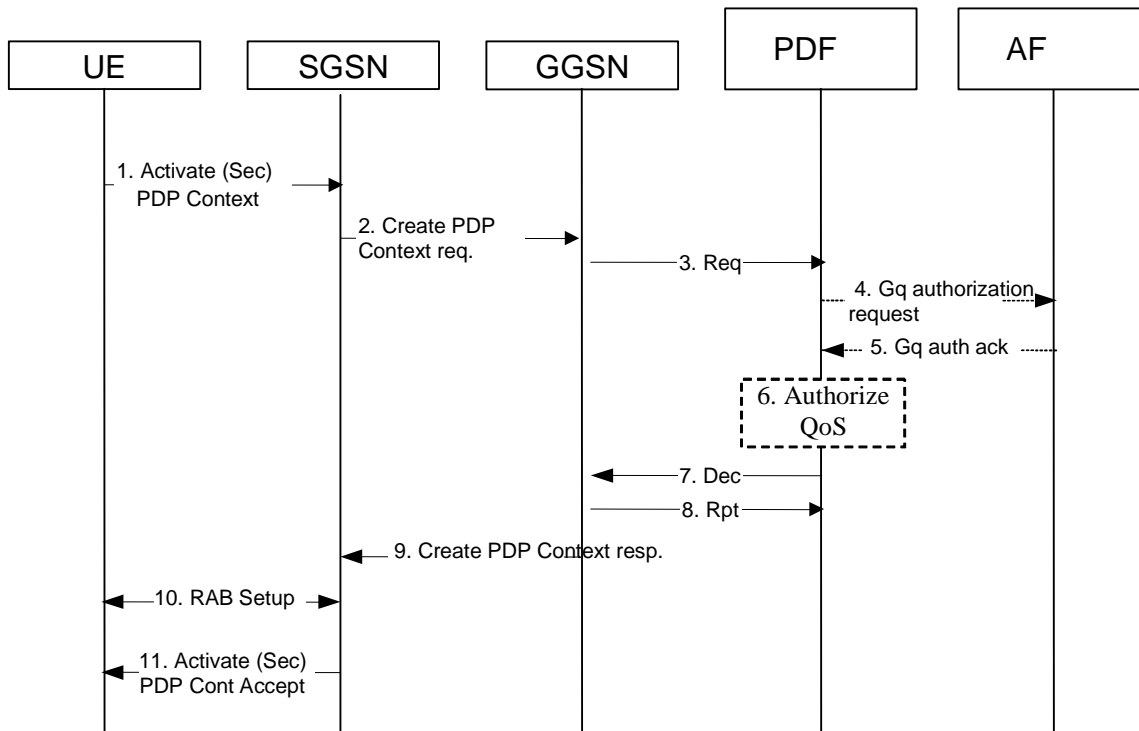 UE
SGSN
GGSN
PDF
AF
1. Activate (Sec)
PDP Context
2. Create PDP
Context req.
3. Req
4. Gq authorization
request
5. Gq auth ack
6. Authorize
QoS
7. Dec
8. Rpt
9. Create PDP Context resp.
10. RAB Setup
11. Activate (Sec)
PDP Cont Accept